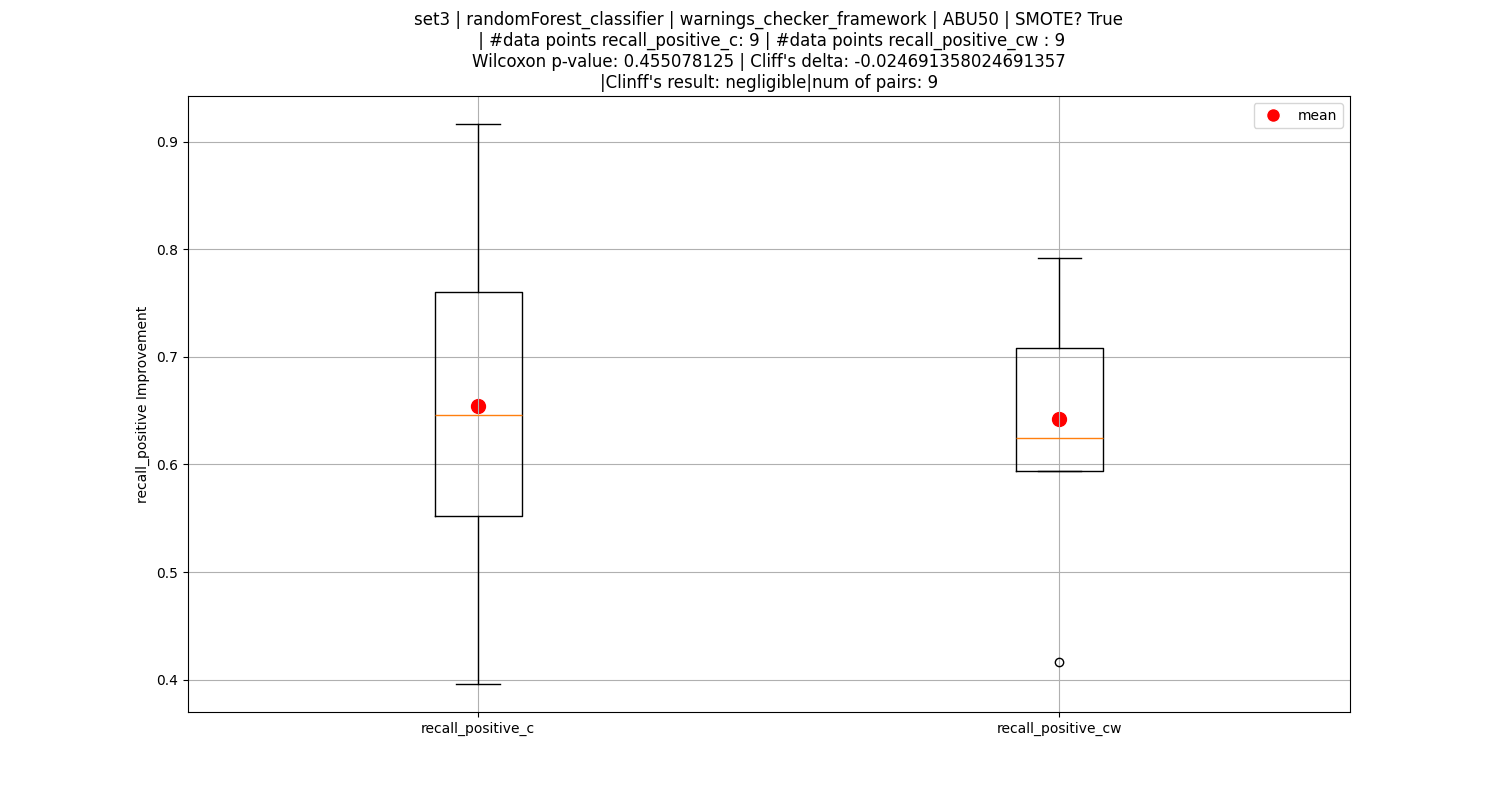 set3 | randomForest_classifier | warnings_checker_framework | ABU50 | SMOTE? True
| #data points recall_positive_c: 9 | #data points recall_positive_cw : 9
Wilcoxon p-value: 0.455078125 | Cliff's delta: -0.024691358024691357
|Clinff's result: negligible|num of pairs: 9
mean
0.9
0.8
0.7
0.6
0.5
0.4
recall_positive Improvement
recall_positive_c
recall_positive_cw